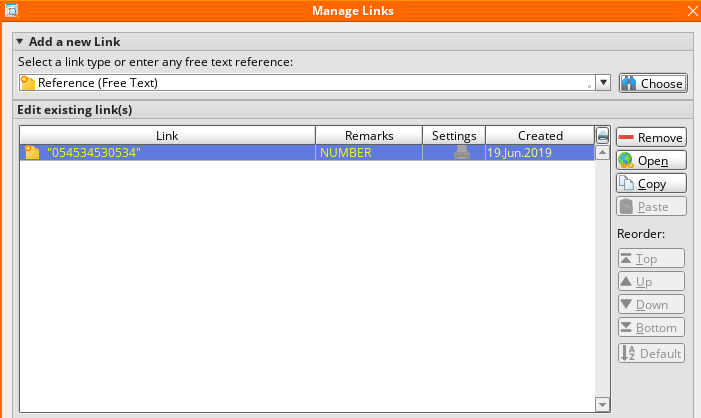 Manage Links
Add a new Link
Select a link type or enter any free text reference:
Reference (Free Text)
Choose
Edit existing link(s)
Link Remarks Settings Created
"054534530534" NUMBER 19.Jun.2019
Remove
Open
Copy
Paste
Reorder:
Top
Up
Down
Bottom
Default